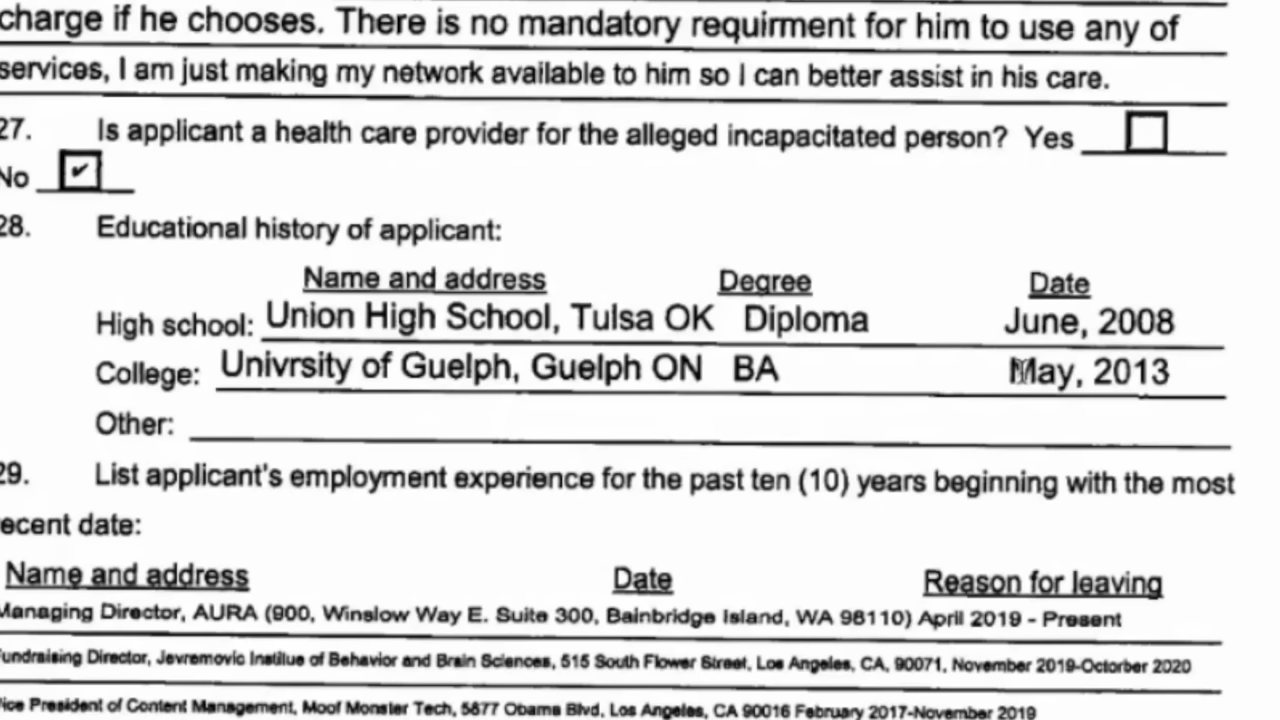 charge if he chooses. There is no mandatory requirment for him to use any of
services, I am just making my network available to him so I can better assist in his care.
27. Is applicant a health care provider for the alleged incapacitated person? Yes
No ✔
28. Educational history of applicant:
Name and address Degree Date
High school: Union High School, Tulsa OK Diploma June, 2008
College: Univrsity of Guelph, Guelph ON BA May, 2013
Other:
29. List applicant's employment experience for the past ten (10) years beginning with the most
ecent date:
Name and address Date Reason for leaving
Managing Director, AURA (900, Winslow Way E. Suite 300, Bainbridge Island, WA 98110) April 2019 - Present
undraising Director, Jevremovic Institue of Behavior and Brain Sciences, 515 South Flower Street, Los Angeles, CA, 90071, November 2019-Octorber 2020
ice President of Content Management, Moof Monster Tech, 5677 Obama Blvd, Los Angeles, CA 90016 February 2017-November 2019